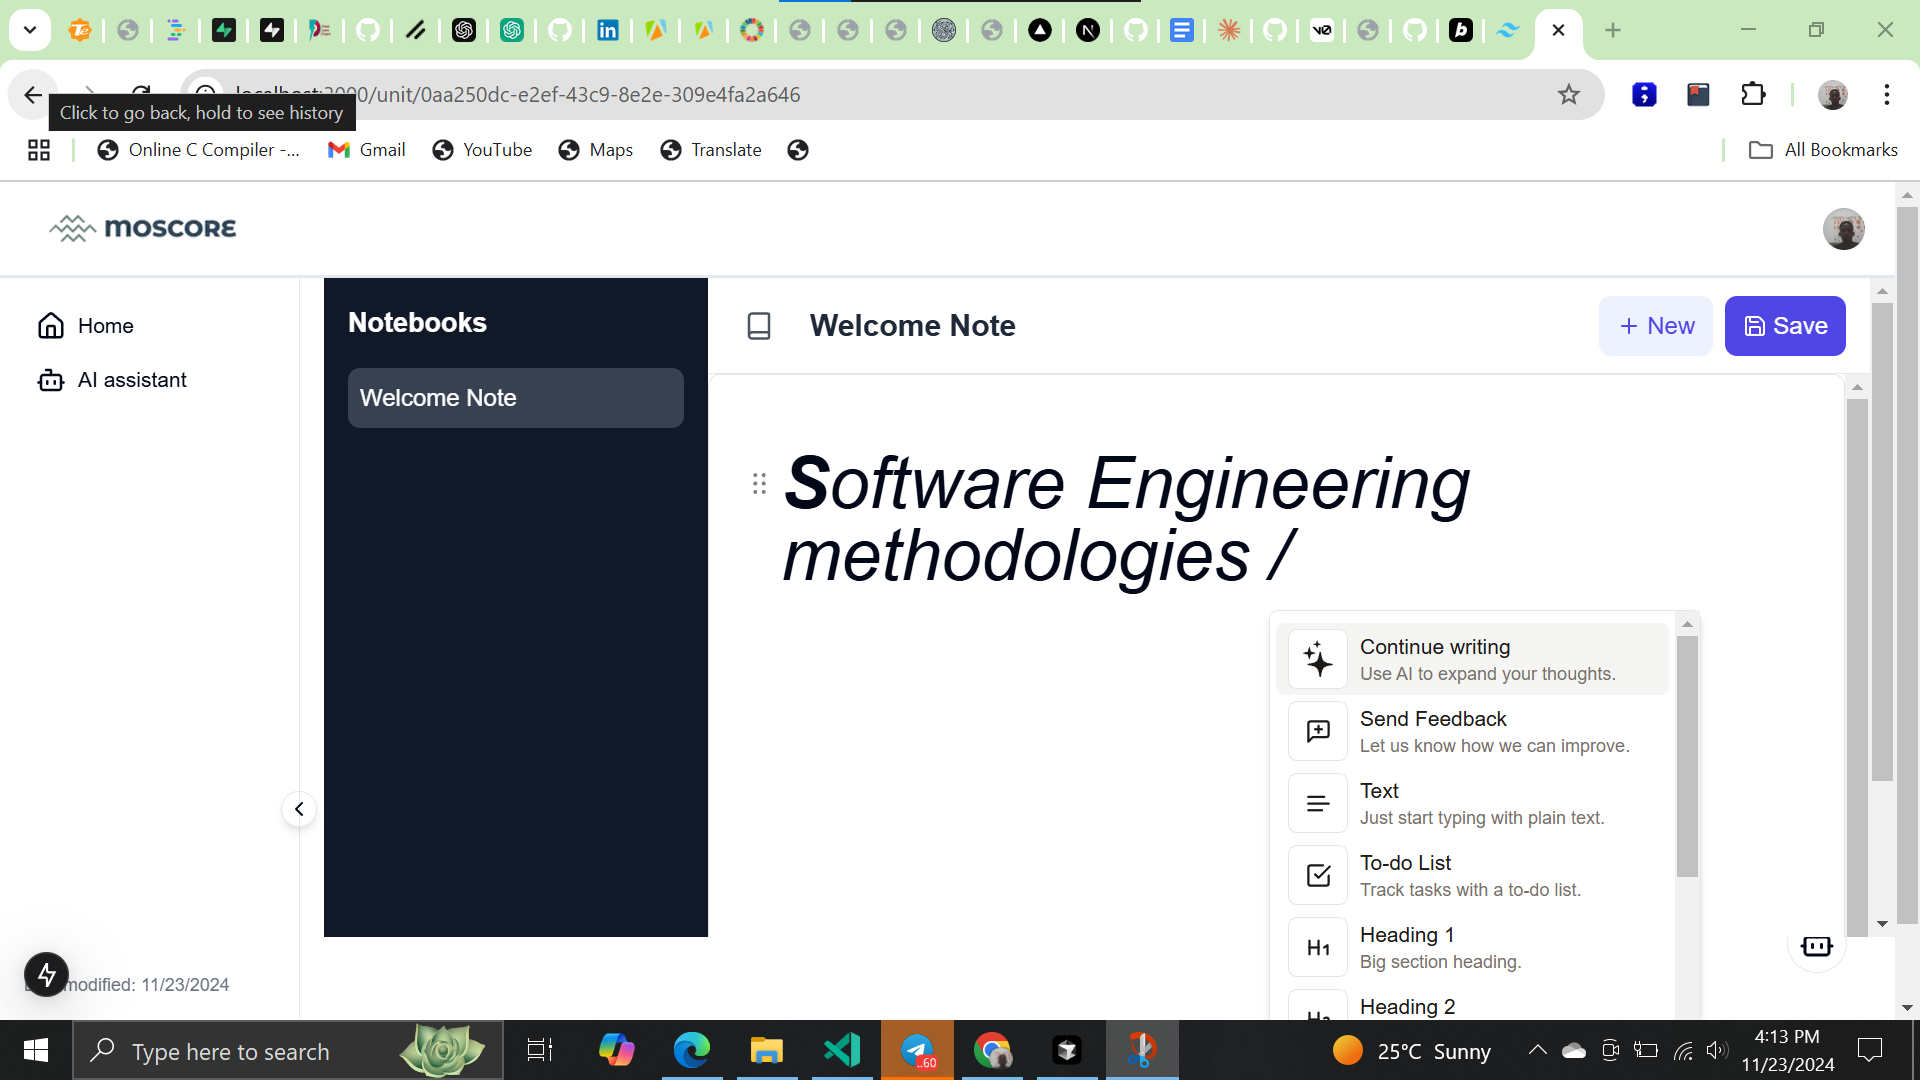 localhost:3000/unit/0aa250dc-e2ef-43c9-8e2e-309e4fa2a646
Click to go back, hold to see history
Online C Compiler -...
Gmail
YouTube
Maps
Translate
All Bookmarks
MOSCORE
Home
AI assistant
Notebooks
Welcome Note
Welcome Note
+ New
Save
Software Engineering
methodologies /
Continue writing
Use AI to expand your thoughts.
Send Feedback
Let us know how we can improve.
Text
Just start typing with plain text.
To-do List
Track tasks with a to-do list.
H1
Heading 1
Big section heading.
Heading 2
modified: 11/23/2024
Type here to search
..60
25°C Sunny
4:13 PM
11/23/2024